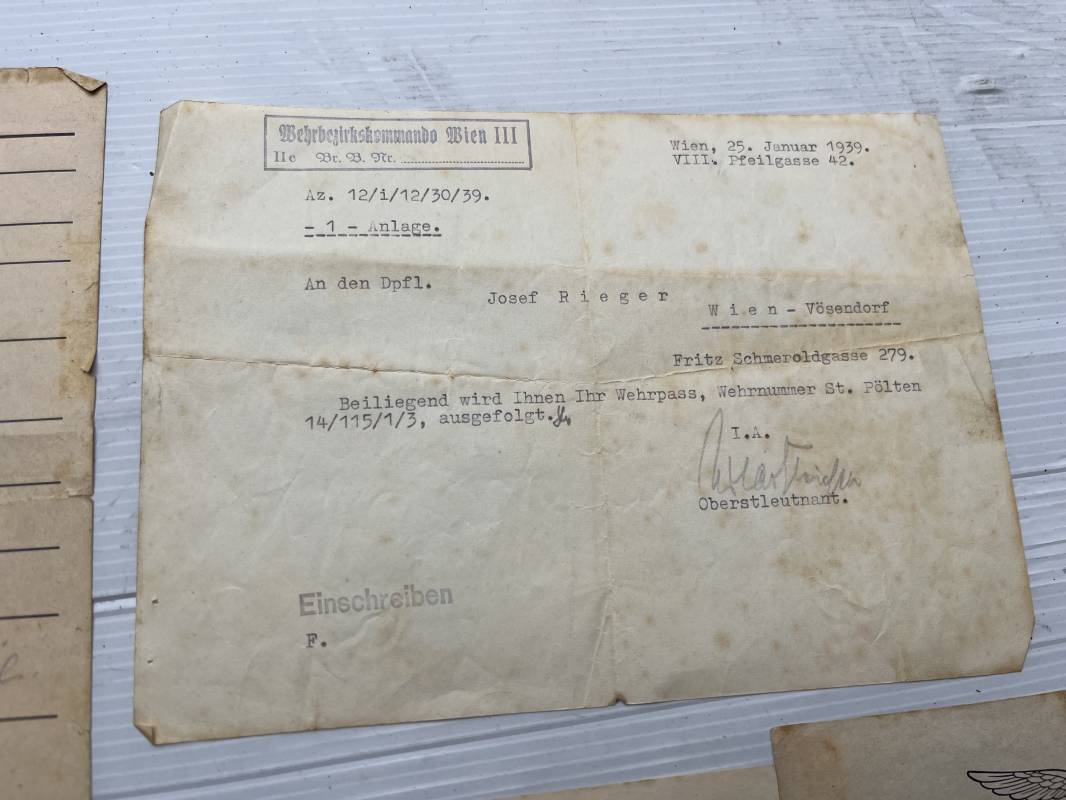 Wehrbezirkskommando Wien III
IIc Br. B. Nr.
Wien, 25. Januar 1939.
VIII. Pfeilgasse 42.
Az. 12/i/12/30/39.
- 1 - Anlage.
An den Dpfl.
Josef Rieger
Wien - Vösendorf
Fritz Schmeroldgasse 279.
Beiliegend wird Ihnen Ihr Wehrpass, Wehrnummer St. Pölten
14/115/1/3, ausgefolgt.
I.A.
Oberstleutnant.
Einschreiben
F.